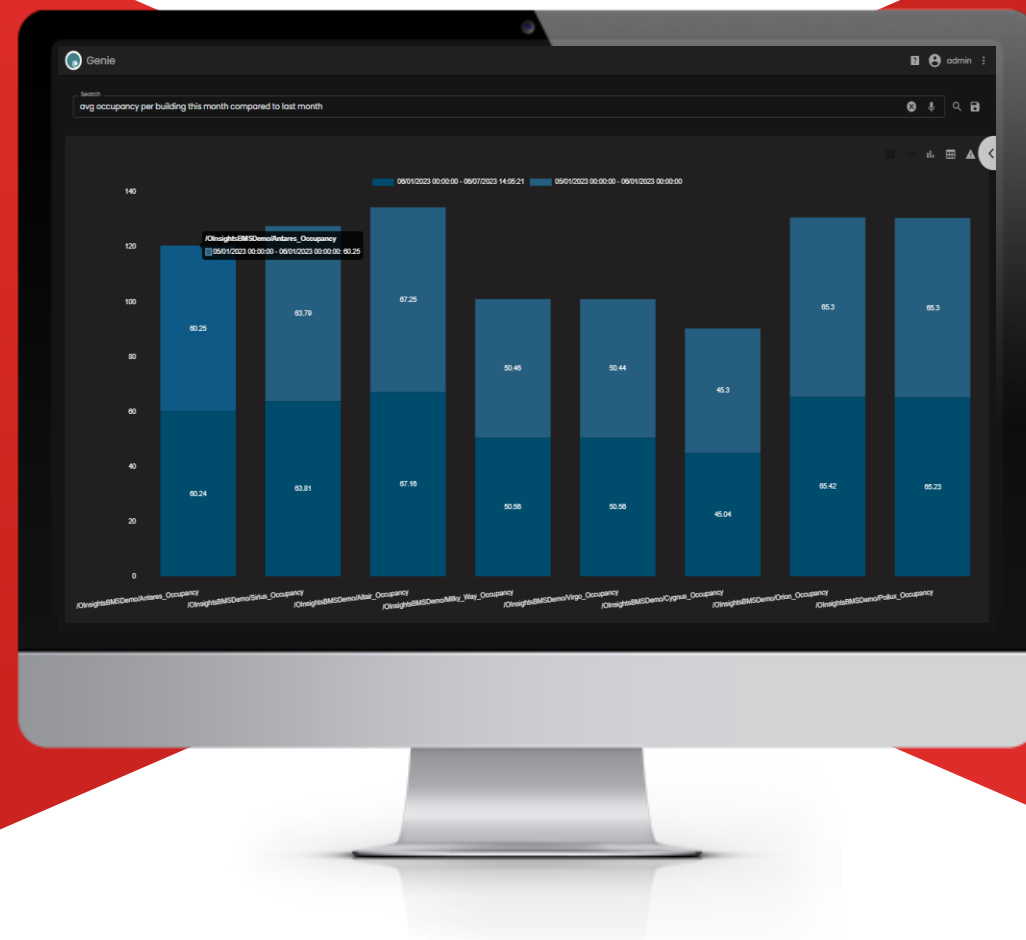 Genie
? admin
Search
avg occupancy per building this month compared to last month
06/01/2023 00:00:00 - 06/07/2023 14:05:21 05/01/2023 00:00:00 - 06/01/2023 00:00:00
140
120
100
80
60
40
20
0
/OInsightsBMSDemo/Antares_Occupancy
05/01/2023 00:00:00 - 06/01/2023 00:00:00: 60.25
60.25
63.79
67.25
50.46
50.44
45.3
65.3
65.3
60.24
63.81
67.16
50.56
50.56
45.04
65.42
65.23
/OInsightsBMSDemo/Antares_Occupancy
/OInsightsBMSDemo/Sirius_Occupancy
/OInsightsBMSDemo/Altair_Occupancy
/OInsightsBMSDemo/Milky_Way_Occupancy
/OInsightsBMSDemo/Virgo_Occupancy
/OInsightsBMSDemo/Cygnus_Occupancy
/OInsightsBMSDemo/Orion_Occupancy
/OInsightsBMSDemo/Pollux_Occupancy